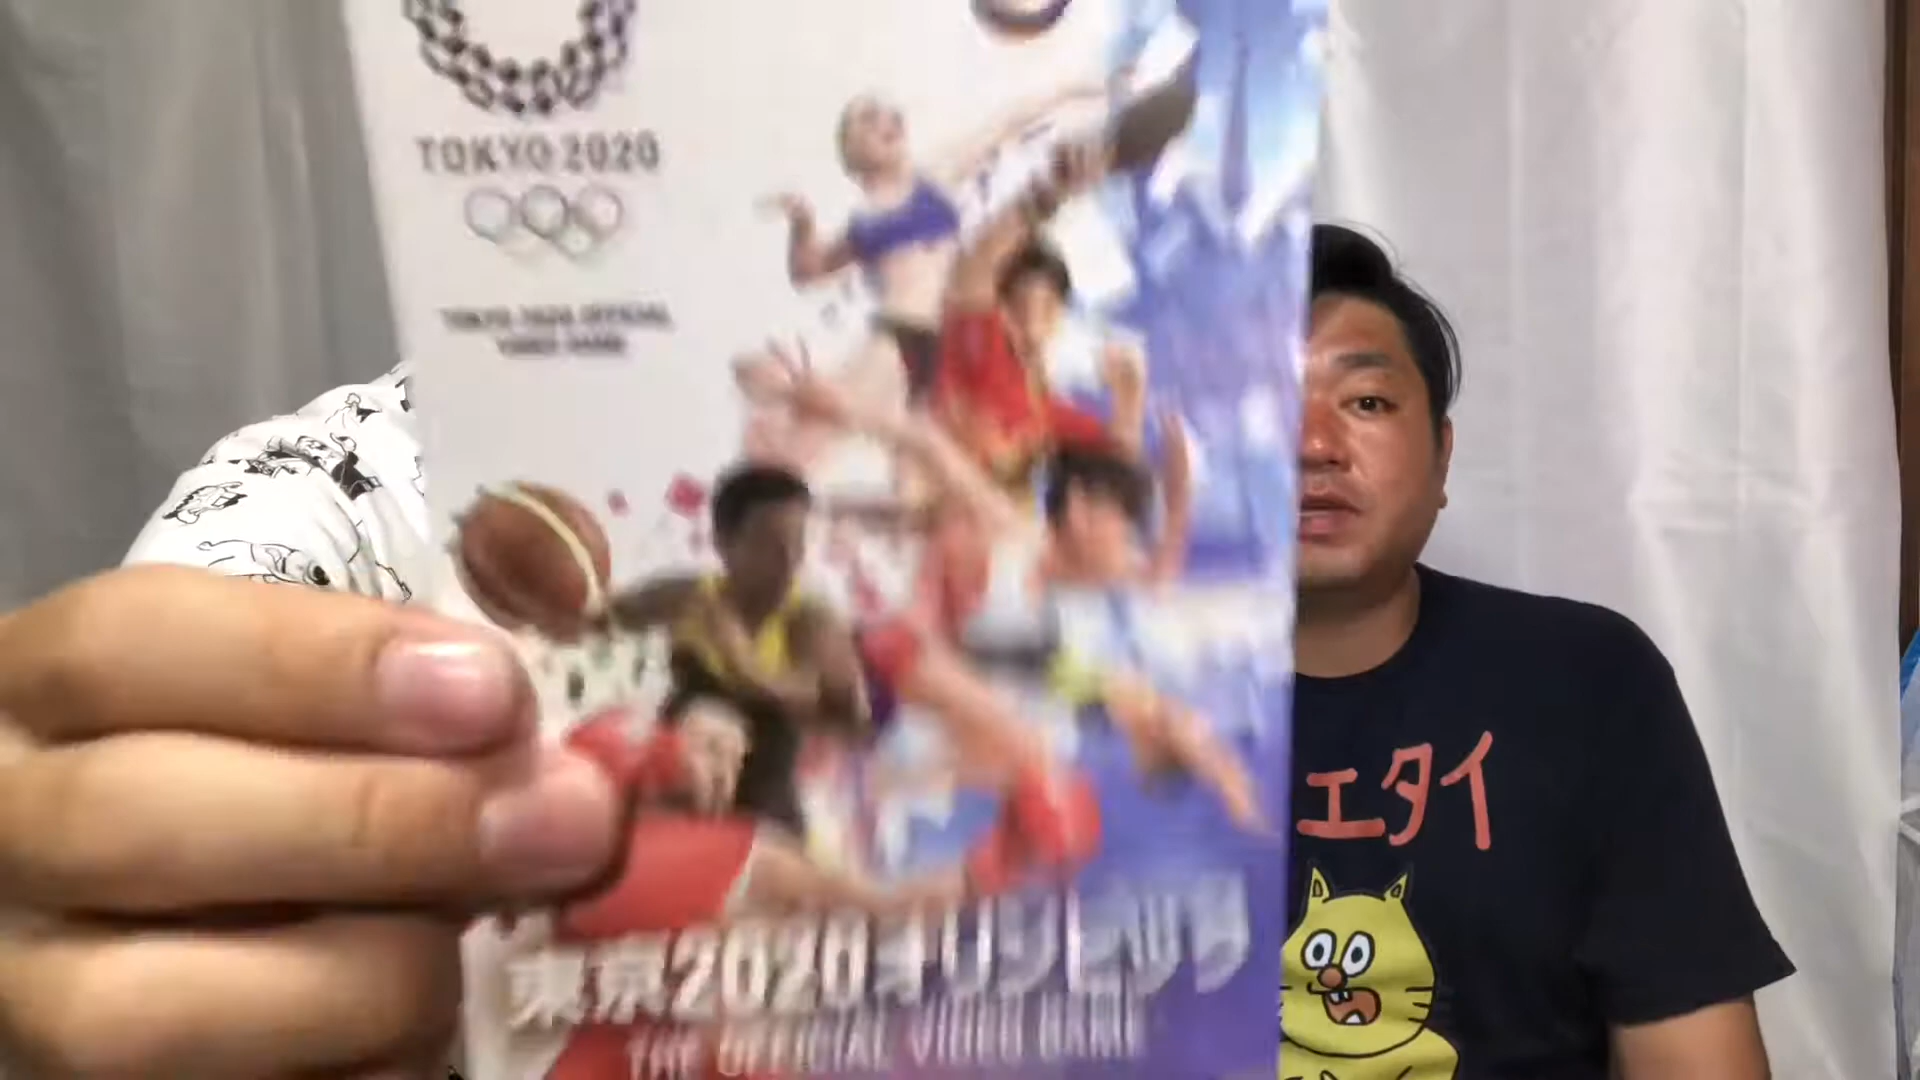 TOKYO 2020
TOKYO 2020 OFFICIAL
VIDEO GAME
エタイ
東京2020オリンピック
THE OFFICIAL VIDEO GAME